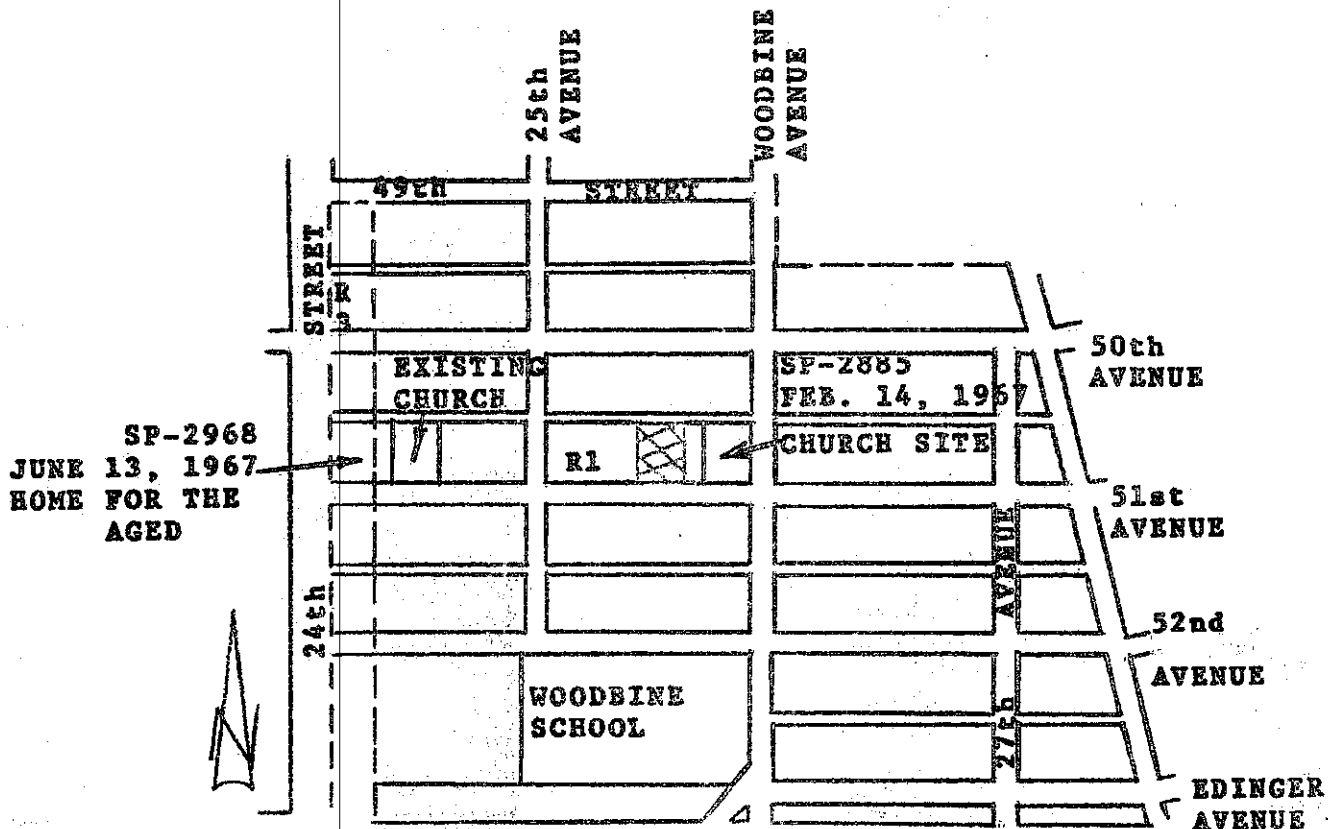 25th
AVENUE
WOODBINE
AVENUE
49th STREET
STREET
R
2
EXISTING
CHURCH
SP-2885
FEB. 14, 1967
CHURCH SITE
50th
AVENUE
SP-2968
JUNE 13, 1967
HOME FOR THE
AGED
R1
51st
AVENUE
24th
AVENUE
52nd
AVENUE
WOODBINE
SCHOOL
27th
N
EDINGER
AVENUE